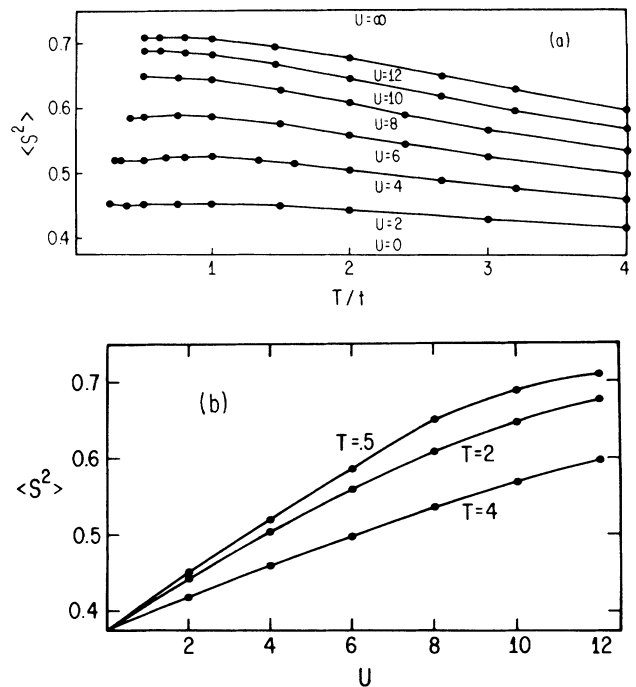 U=∞
(a)
0.7
U=12
U=10
0.6
U=8
<S²>
U=6
0.5
U=4
U=2
0.4
U=0
1
2
3
4
T/t
(b)
0.7
T=.5
T=2
0.6
<S²>
T=4
0.5
0.4
2
4
6
8
10
12
U